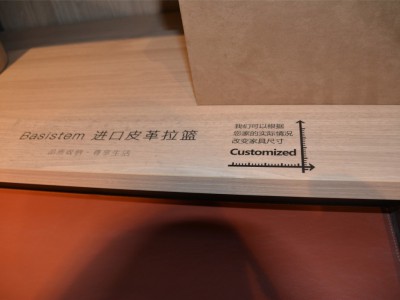 Basistem 进口皮革拉篮
我们可以根据
您家的实际情况
改变家具尺寸
Customized